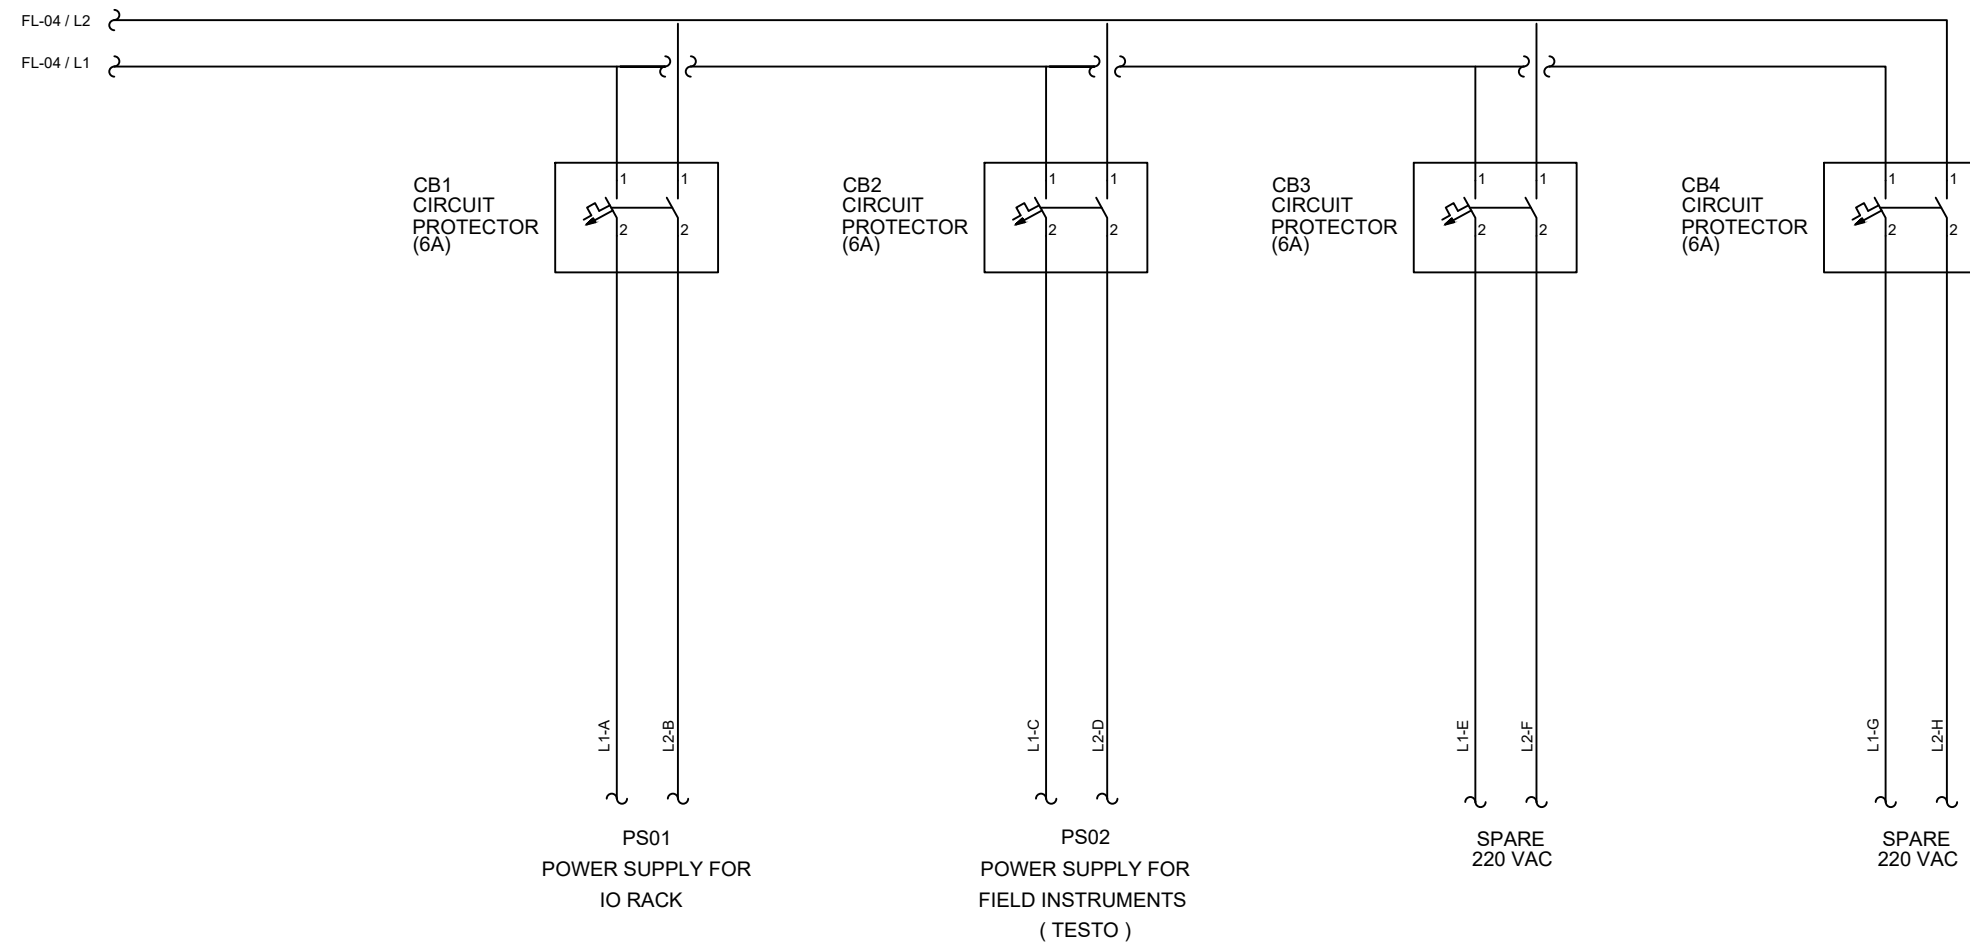 FL-04 / L2
FL-04 / L1
CB1
CIRCUIT
PROTECTOR
(6A)
1
1
2
2
CB2
CIRCUIT
PROTECTOR
(6A)
1
1
2
2
CB3
CIRCUIT
PROTECTOR
(6A)
1
1
2
2
CB4
CIRCUIT
PROTECTOR
(6A)
1
1
2
2
L1-A
L2-B
L1-C
L2-D
L1-E
L2-F
L1-G
L2-H
PS01
POWER SUPPLY FOR
IO RACK
PS02
POWER SUPPLY FOR
FIELD INSTRUMENTS
( TESTO )
SPARE
220 VAC
SPARE
220 VAC